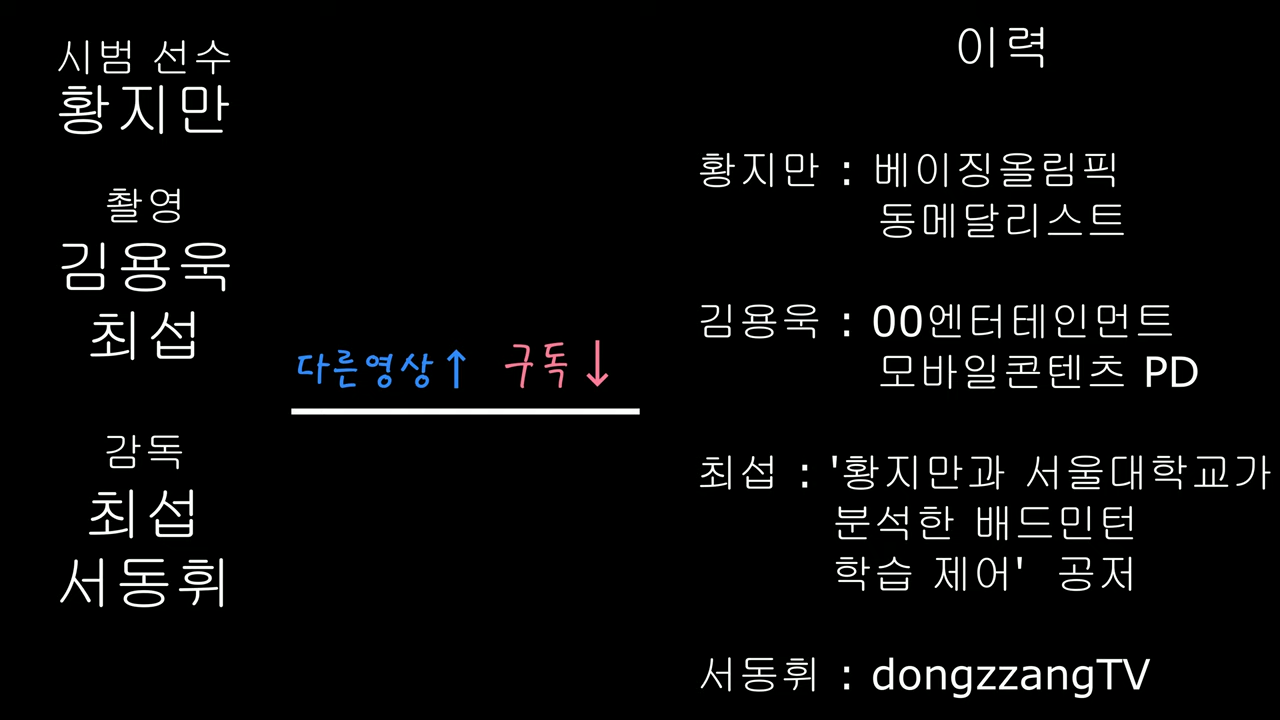 시범 선수
황지만
촬영
김용욱
최섭
감독
최섭
서동휘
다른영상↑ 구독↓
이력
황지만 : 베이징올림픽
동메달리스트
김용욱 : 00엔터테인먼트
모바일콘텐츠 PD
최섭 : '황지만과 서울대학교가
분석한 배드민턴
학습 제어' 공저
서동휘 : dongzzangTV